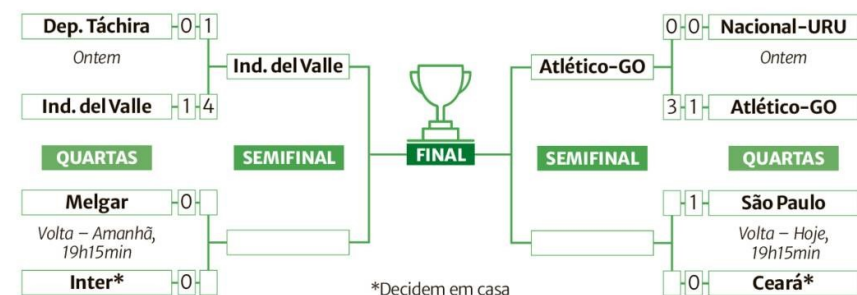 Dep. Táchira 0 1
Ontem
Ind. del Valle 1 4
Ind. del Valle
QUARTAS
SEMIFINAL
Melgar 0
Volta – Amanhã,
19h15min
Inter* 0
FINAL
*Decidem em casa
0 0 Nacional-URU
Ontem
3 1 Atlético-GO
Atlético-GO
SEMIFINAL
QUARTAS
1 São Paulo
Volta – Hoje,
19h15min
0 Ceará*